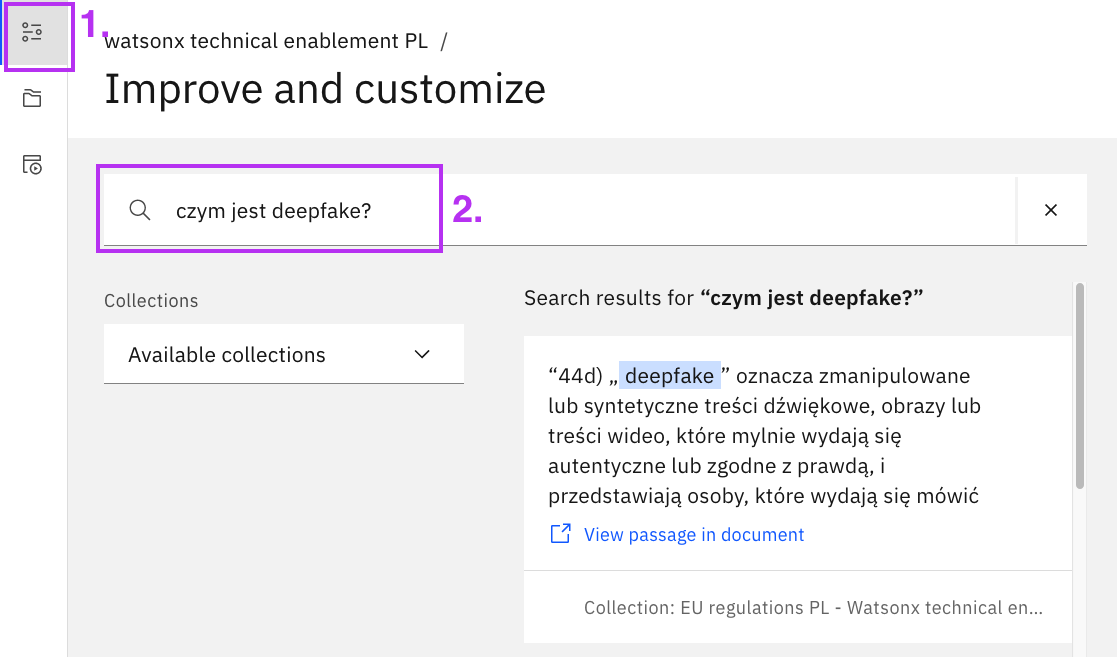 1.
watsonx technical enablement PL /
Improve and customize
czym jest deepfake?
2.
Collections
Available collections
Search results for “czym jest deepfake?”
“44d) „ deepfake ” oznacza zmanipulowane
lub syntetyczne treści dźwiękowe, obrazy lub
treści wideo, które mylnie wydają się
autentyczne lub zgodne z prawdą, i
przedstawiają osoby, które wydają się mówić
View passage in document
Collection: EU regulations PL - Watsonx technical en...